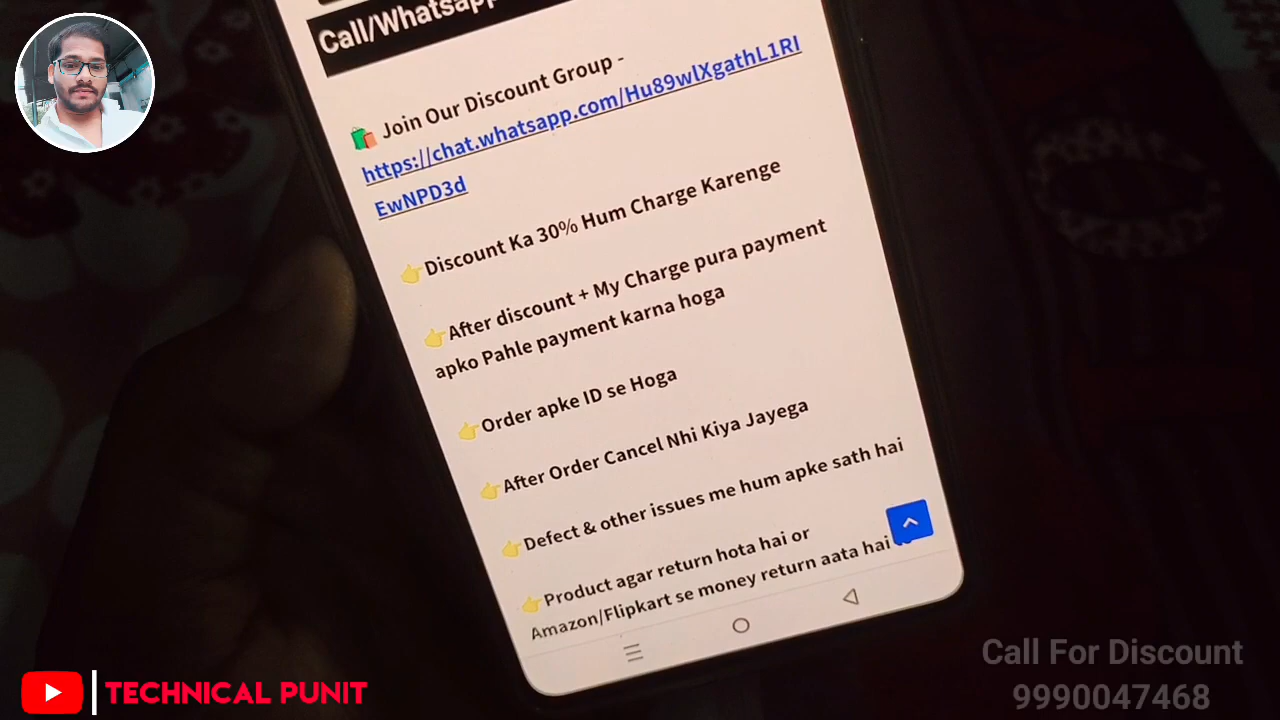 Call/Whatsapp
🛍️ Join Our Discount Group -
https://chat.whatsapp.com/Hu89wlXgathL1RI
EwNPD3d
👉Discount Ka 30% Hum Charge Karenge
👉After discount + My Charge pura payment
apko Pahle payment karna hoga
👉Order apke ID se Hoga
👉After Order Cancel Nhi Kiya Jayega
👉Defect & other issues me hum apke sath hai
👉Product agar return hota hai or
Amazon/Flipkart se money return aata hai
Call For Discount
9990047468
TECHNICAL PUNIT